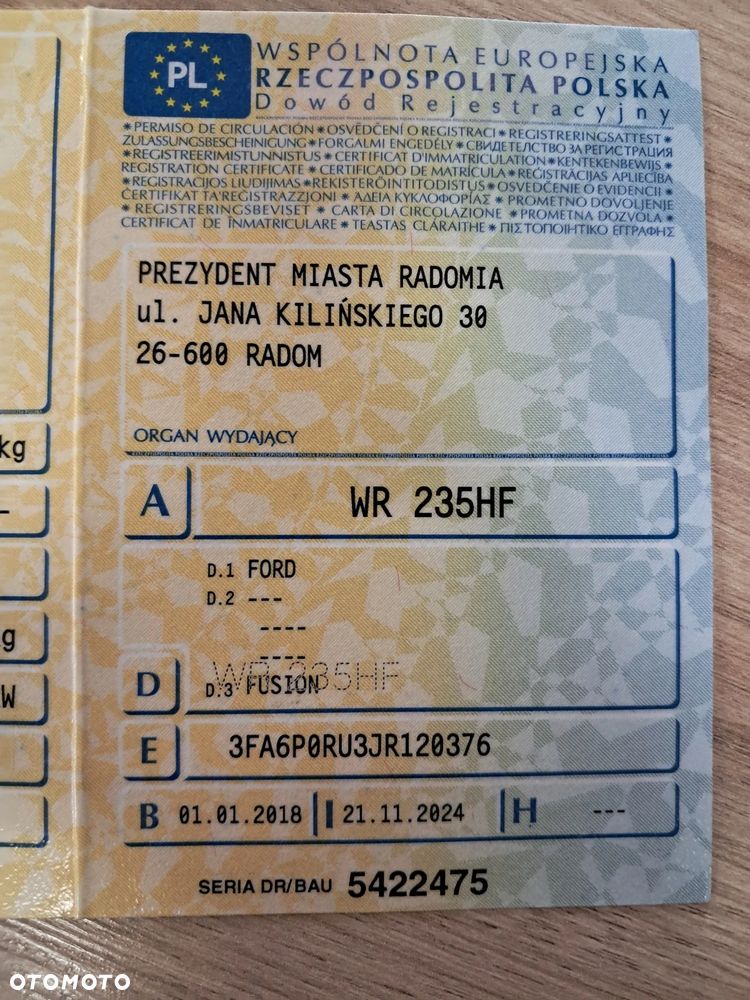 PL
WSPÓLNOTA EUROPEJSKA
RZECZPOSPOLITA POLSKA
Dowód Rejestracyjny
✶PERMISO DE CIRCULACIÓN✶OSVĚDČENÍ O REGISTRACI✶REGISTRERINGSATTEST✶
ZULASSUNGSBESCHEINIGUNG✶FORGALMI ENGEDÉLY✶СВИДЕТЕЛСТВО ЗА РЕГИСТРАЦИЯ
✶REGISTREERIMISTUNNISTUS✶CERTIFICAT D'IMMATRICULATION✶KENTEKENBEWIJS✶
REGISTRATION CERTIFICATE✶CERTIFICADO DE MATRÍCULA✶REĢISTRĀCIJAS APLIECĪBA
✶REGISTRACIJOS LIUDIJIMAS✶REKISTERÖINTITODISTUS✶OSVEDČENIE O EVIDENCII✶
ĊERTIFIKAT TA'REĠISTRAZZJONI✶ΑΔΕΙΑ ΚΥΚΛΟΦΟΡΙΑΣ✶PROMETNO DOVOLJENJE
✶REGISTRERINGSBEVISET✶CARTA DI CIRCOLAZIONE✶PROMETNA DOZVOLA✶
CERTIFICAT DE ÎNMATRICULARE✶TEASTAS CLÁRAITHE✶ΠΙΣΤΟΠΟΙΗΤΙΚΟ ΕΓΓΡΑΦΗΣ
PREZYDENT MIASTA RADOMIA
ul. JANA KILIŃSKIEGO 30
26-600 RADOM
ORGAN WYDAJĄCY
kg
A WR 235HF
D.1 FORD
D.2 ---
----
----
g
D D.3 FUSION
WR 235HF
W
E 3FA6P0RU3JR120376
B 01.01.2018 I 21.11.2024 H ---
SERIA DR/BAU 5422475
OTOMOTO